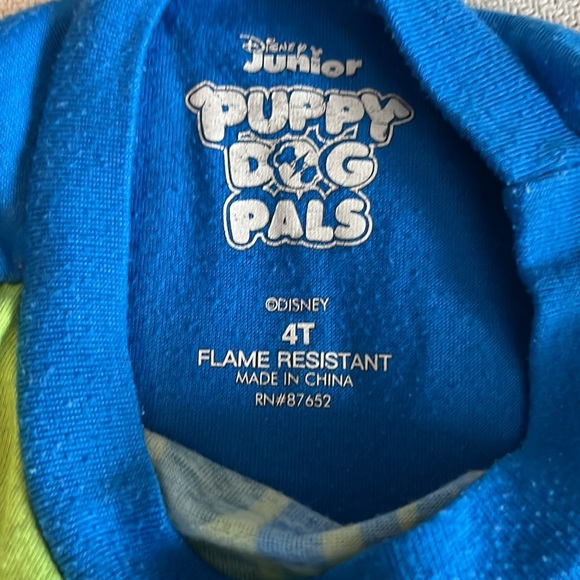 Disney
Junior
PUPPY
DOG
PALS
©DISNEY
4T
FLAME RESISTANT
MADE IN CHINA
RN#87652